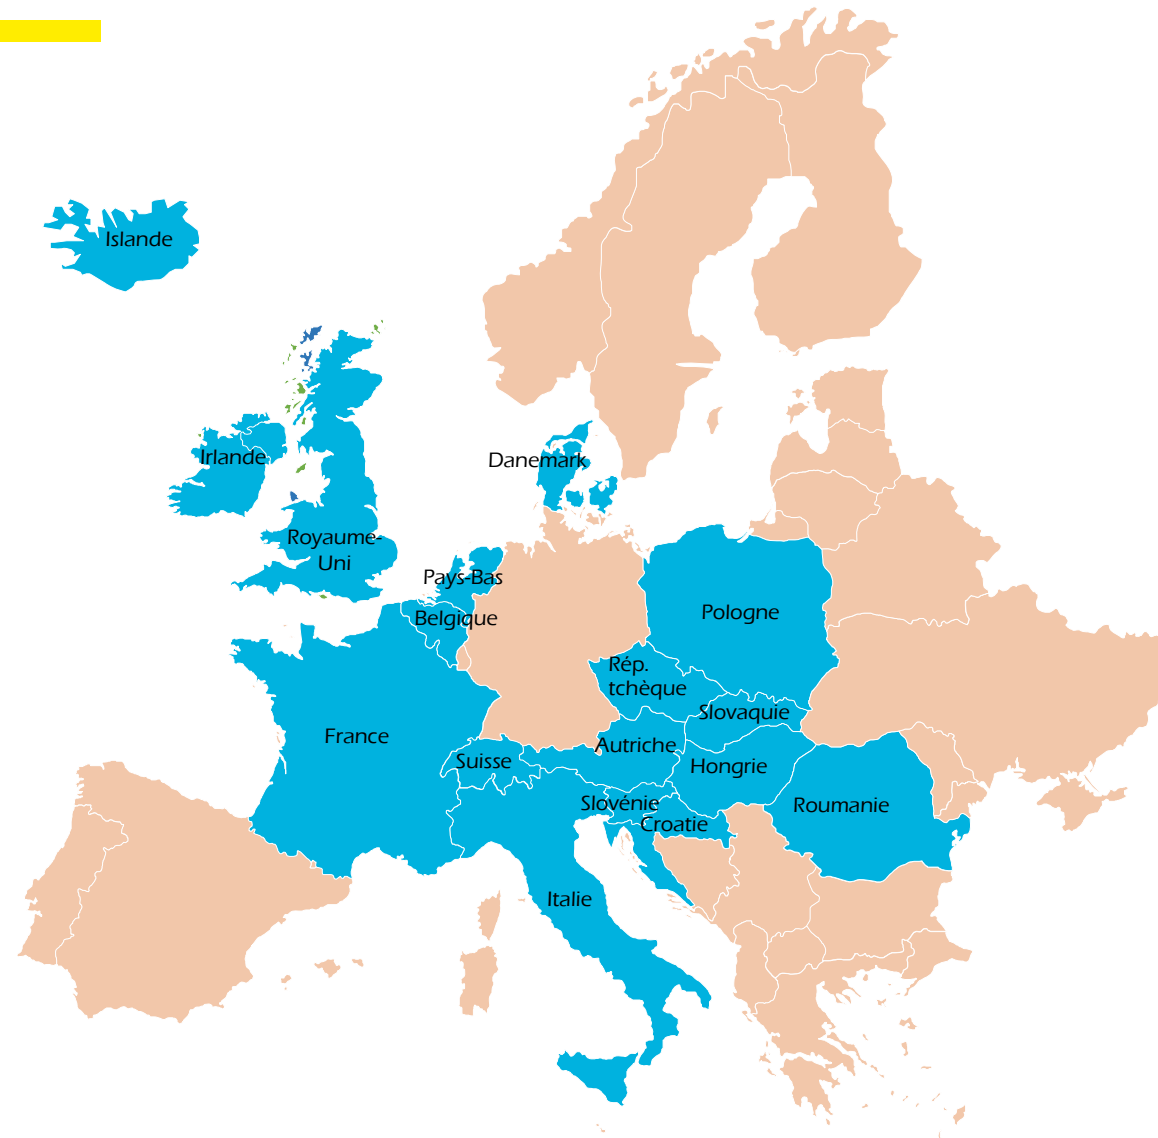 Islande
Irlande
Danemark
Royaume-
Uni
Pays-Bas
Belgique
Pologne
Rép.
tchèque
Slovaquie
France
Autriche
Suisse
Hongrie
Slovénie
Roumanie
Croatie
Italie